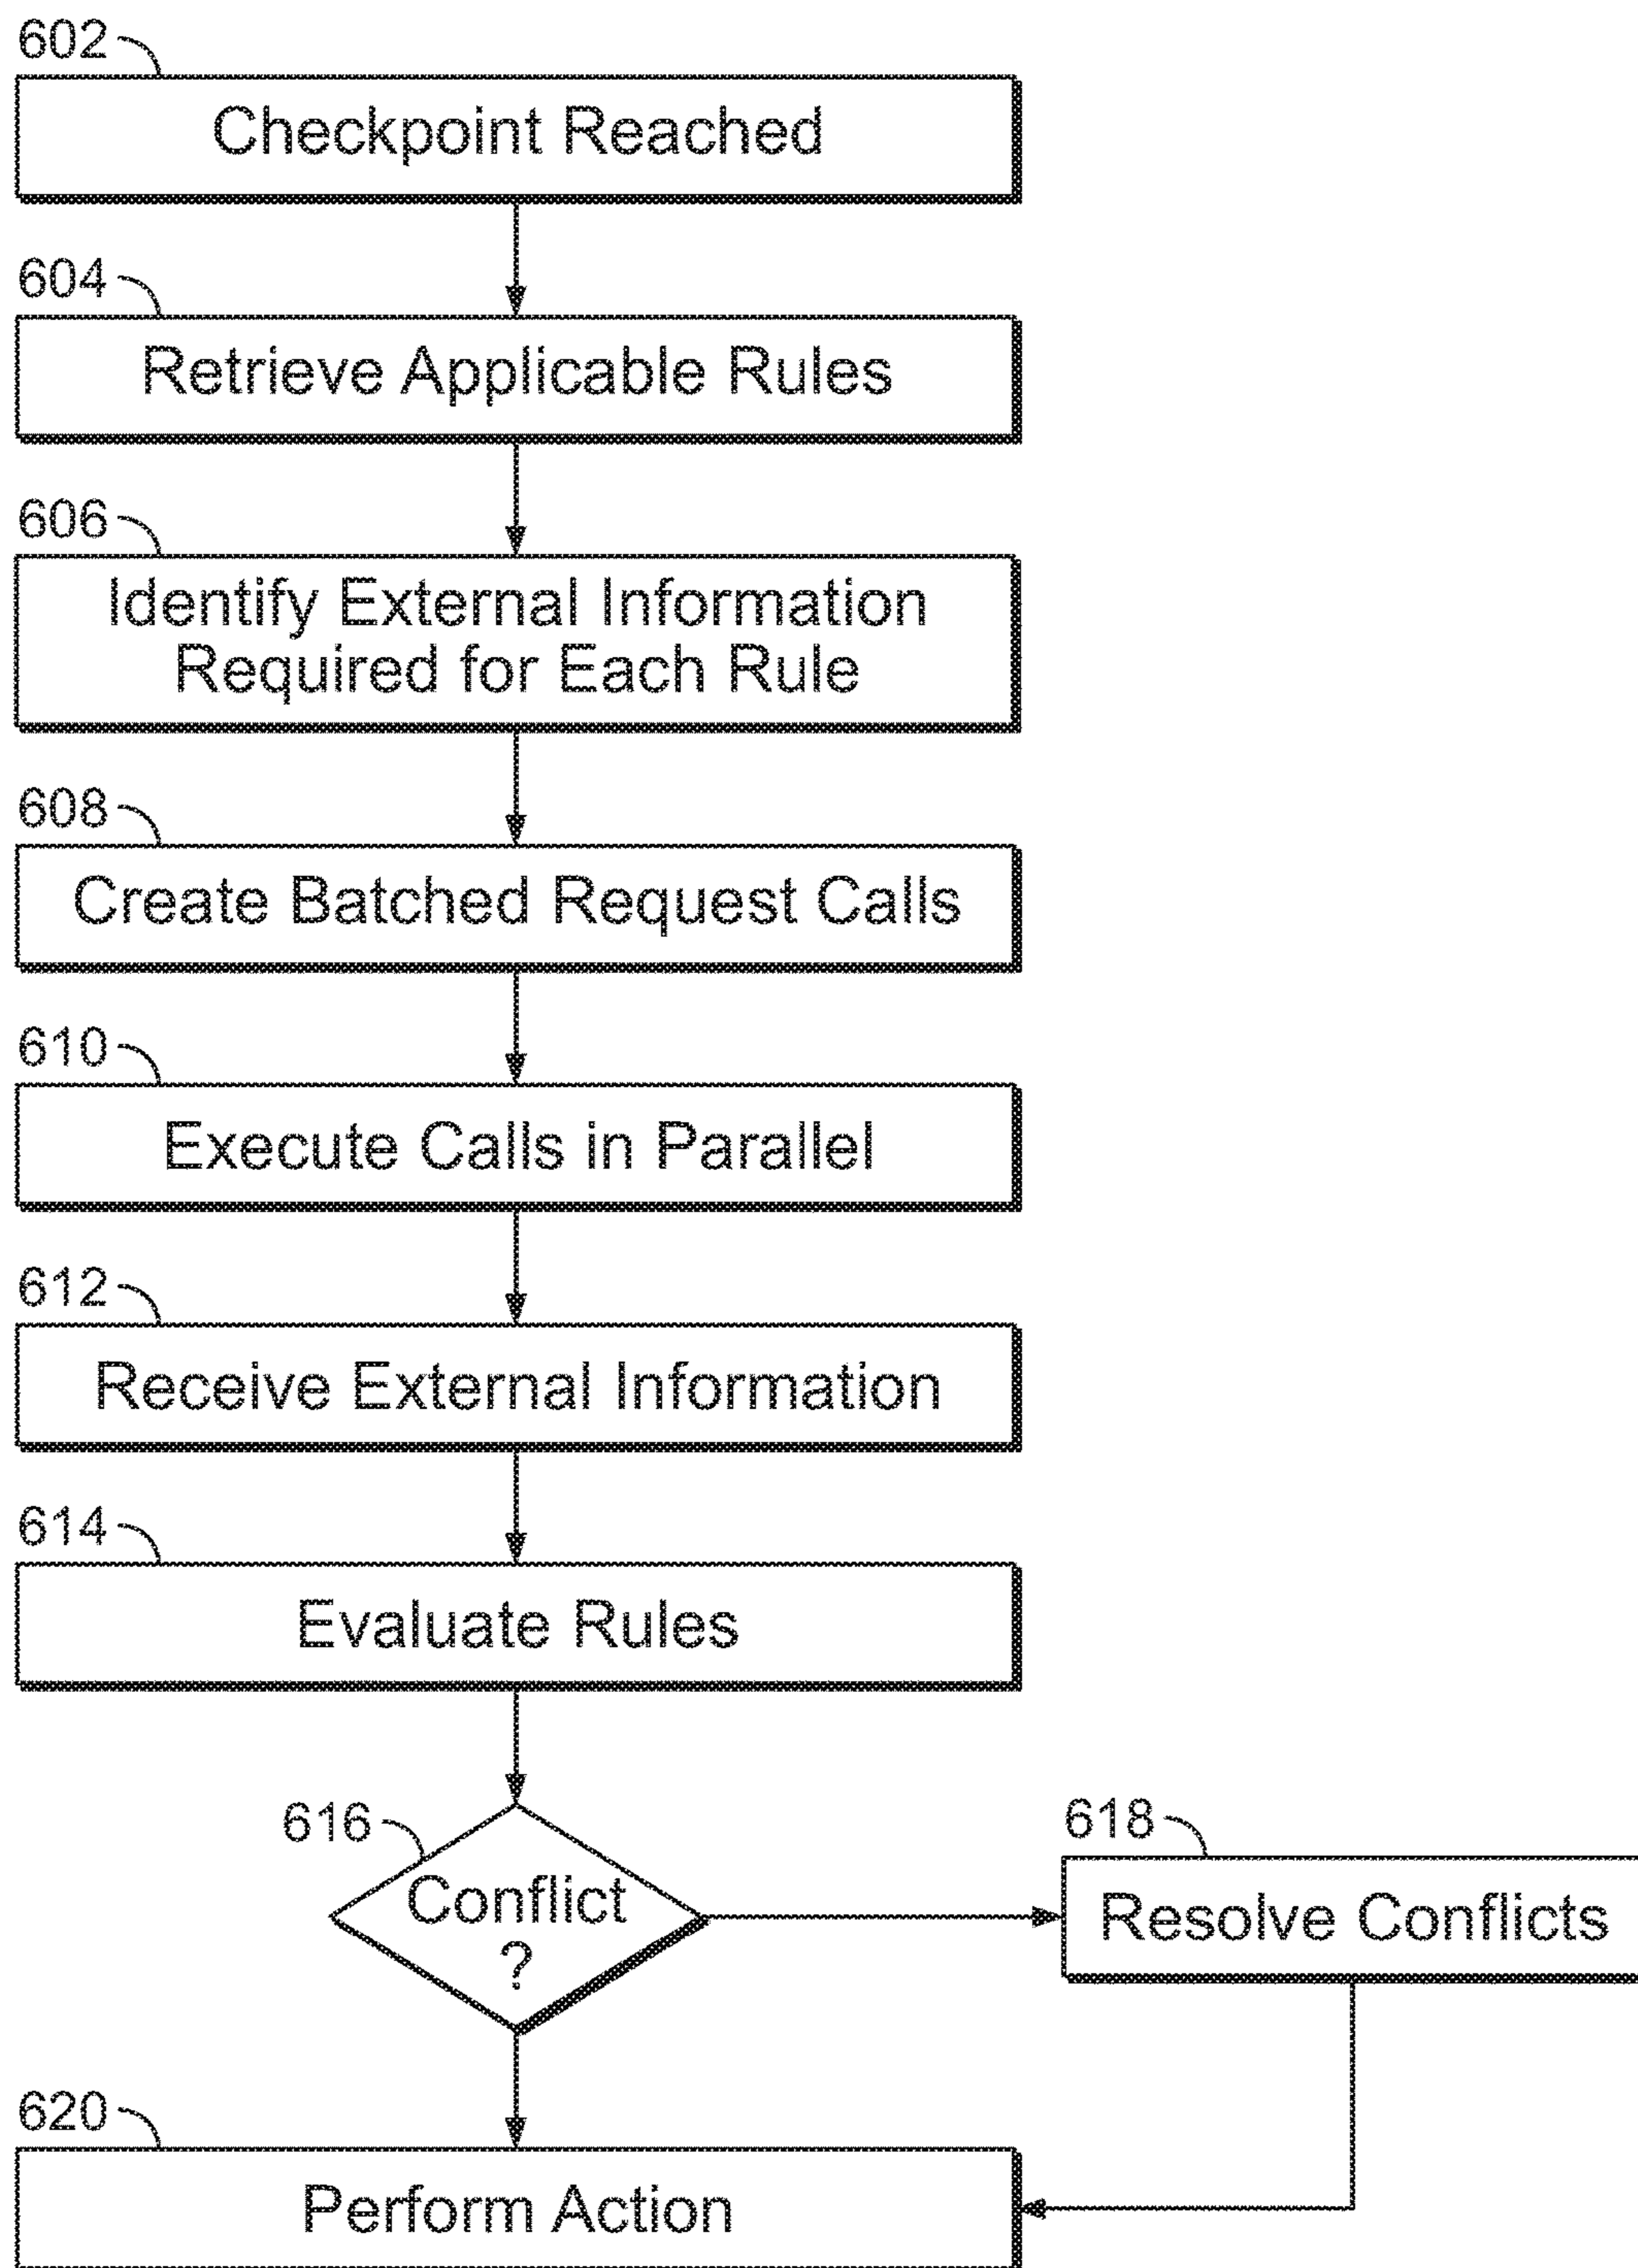 602
Checkpoint Reached
604
Retrieve Applicable Rules
606
Identify External Information
Required for Each Rule
608
Create Batched Request Calls
610
Execute Calls in Parallel
612
Receive External Information
614
Evaluate Rules
616
Conflict
?
618
Resolve Conflicts
620
Perform Action